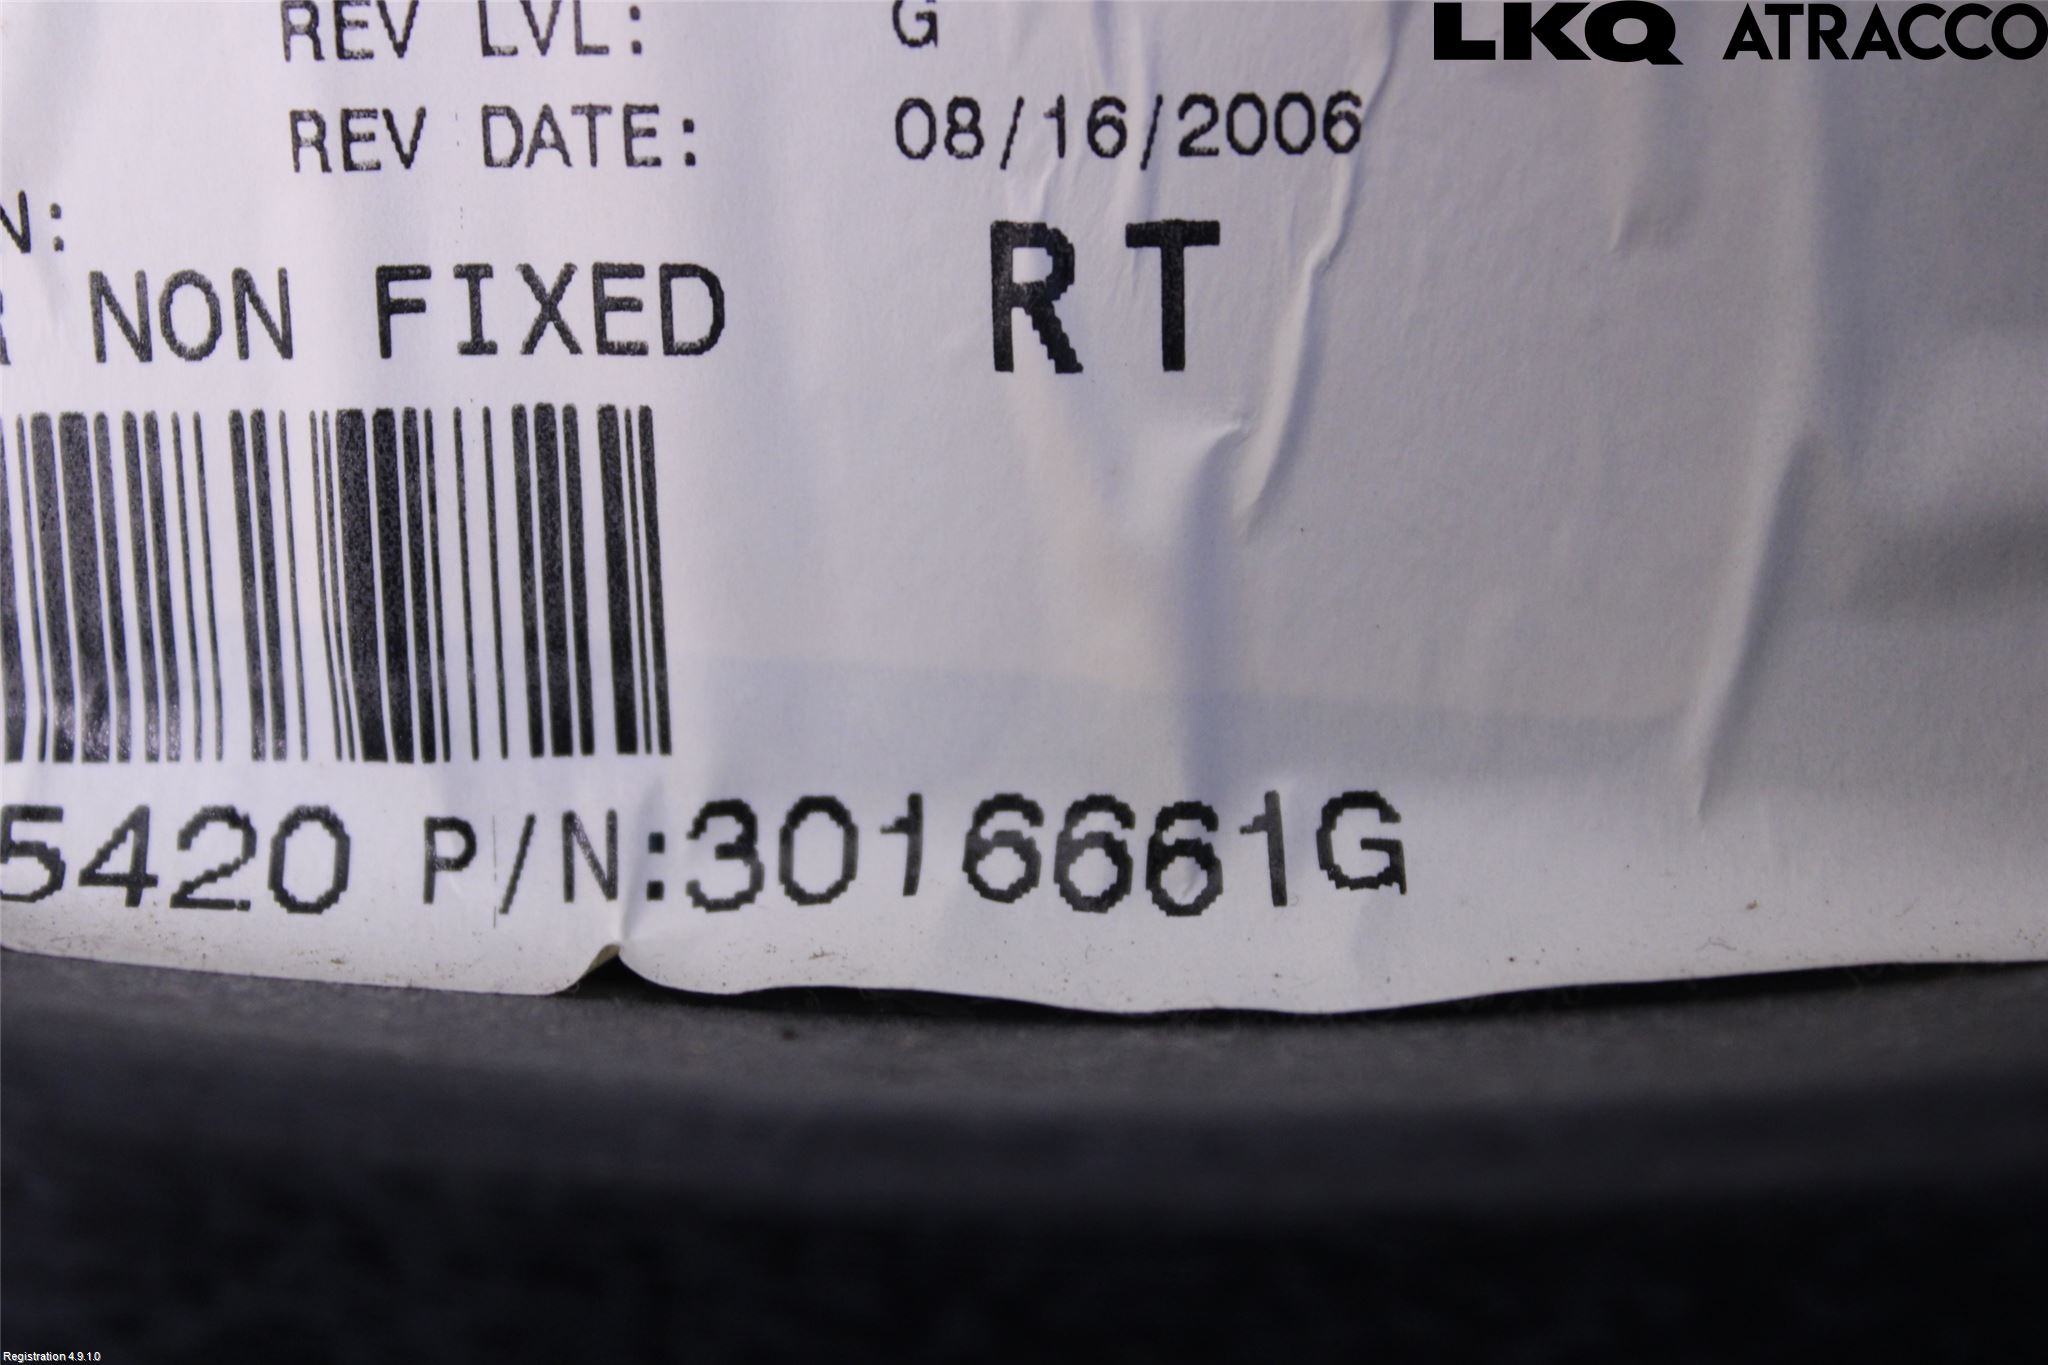 LKQ ATRACCO
REV LVL: G
REV DATE: 08/16/2006
N:
NON FIXED RT
5420 P/N:3016661G
Registration 4.9.1.0